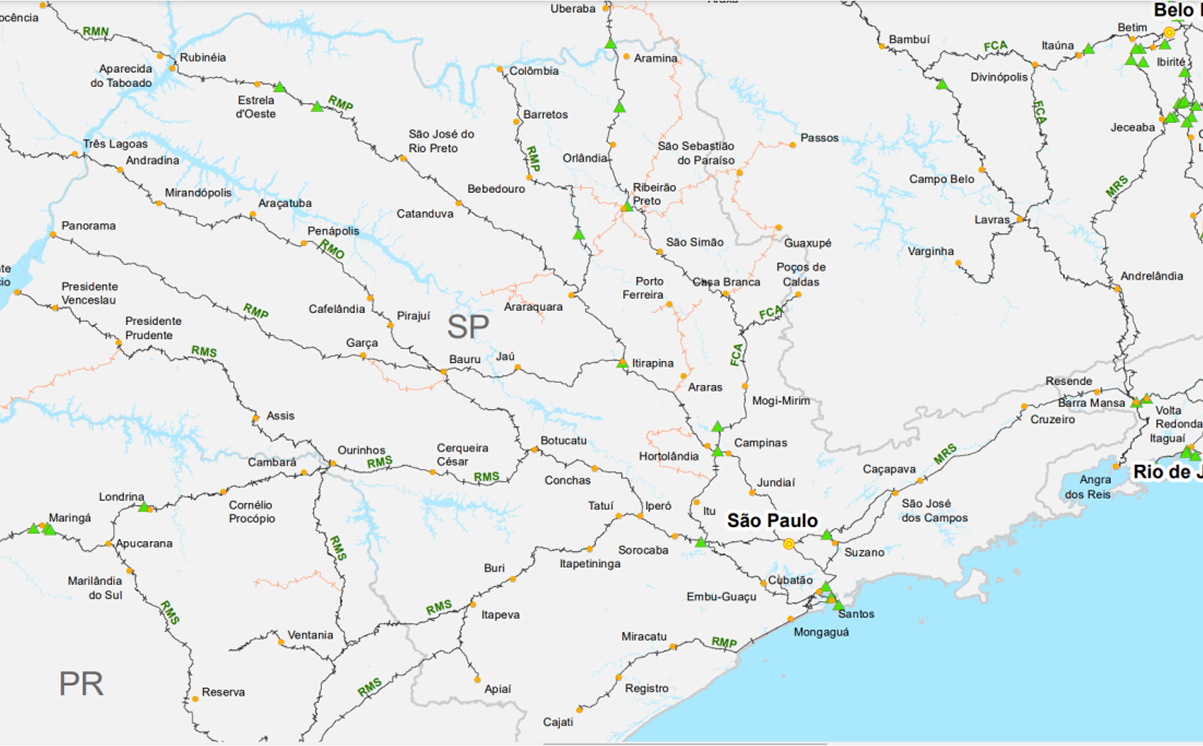 Uberaba
Belo
ocência
RMN
Betim
Bambuí
FCA
Itaúna
Rubinéia
Aramina
Ibirité
Aparecida
do Taboado
Colômbia
Divinópolis
Estrela
d'Oeste
RMP
Barretos
FCA
Jeceaba
São José do
Rio Preto
Passos
Três Lagoas
São Sebastião
do Paraíso
Andradina
RMP
Orlândia
Campo Belo
MRS
Mirandópolis
Bebedouro
Ribeirão
Preto
Araçatuba
Catanduva
Lavras
Panorama
Penápolis
São Simão
Guaxupé
RMO
Varginha
Porto
Ferreira
Casa Branca
Poços de
Caldas
Andrelândia
Presidente
Venceslau
Cafelândia
Araraquara
RMP
Pirajuí
SP
FCA
Presidente
Prudente
RMS
Garça
Bauru
Jaú
Itirapina
FCA
Araras
Resende
Mogi-Mirim
Barra Mansa
Assis
Cruzeiro
Volta
Redonda
Botucatu
Campinas
Itaguaí
Ourinhos
Cerqueira
César
Hortolândia
MRS
Cambará
RMS
RMS
Caçapava
Rio de J
Conchas
Jundiaí
Angra
dos Reis
Londrina
Cornélio
Procópio
Tatuí
Iperó
Itu
São José
dos Campos
Maringá
São Paulo
Apucarana
RMS
Sorocaba
Suzano
Itapetininga
Marilândia
do Sul
Buri
Cubatão
Embu-Guaçu
RMS
RMS
Itapeva
Santos
Ventania
Miracatu
RMP
Mongaguá
PR
Reserva
RMS
Apiaí
Registro
Cajati